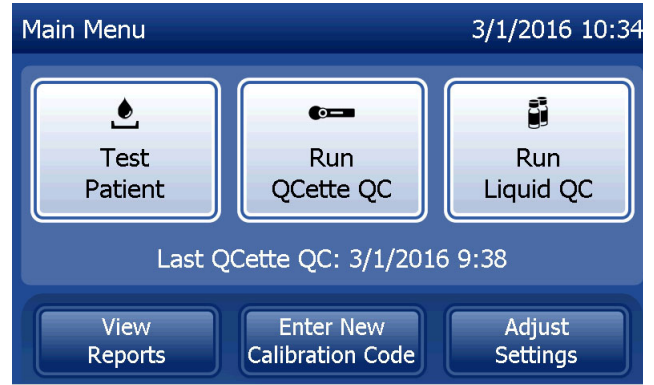 Main Menu 3/1/2016 10:34
Test
Patient
Run
QCette QC
Run
Liquid QC
Last QCette QC: 3/1/2016 9:38
View
Reports
Enter New
Calibration Code
Adjust
Settings